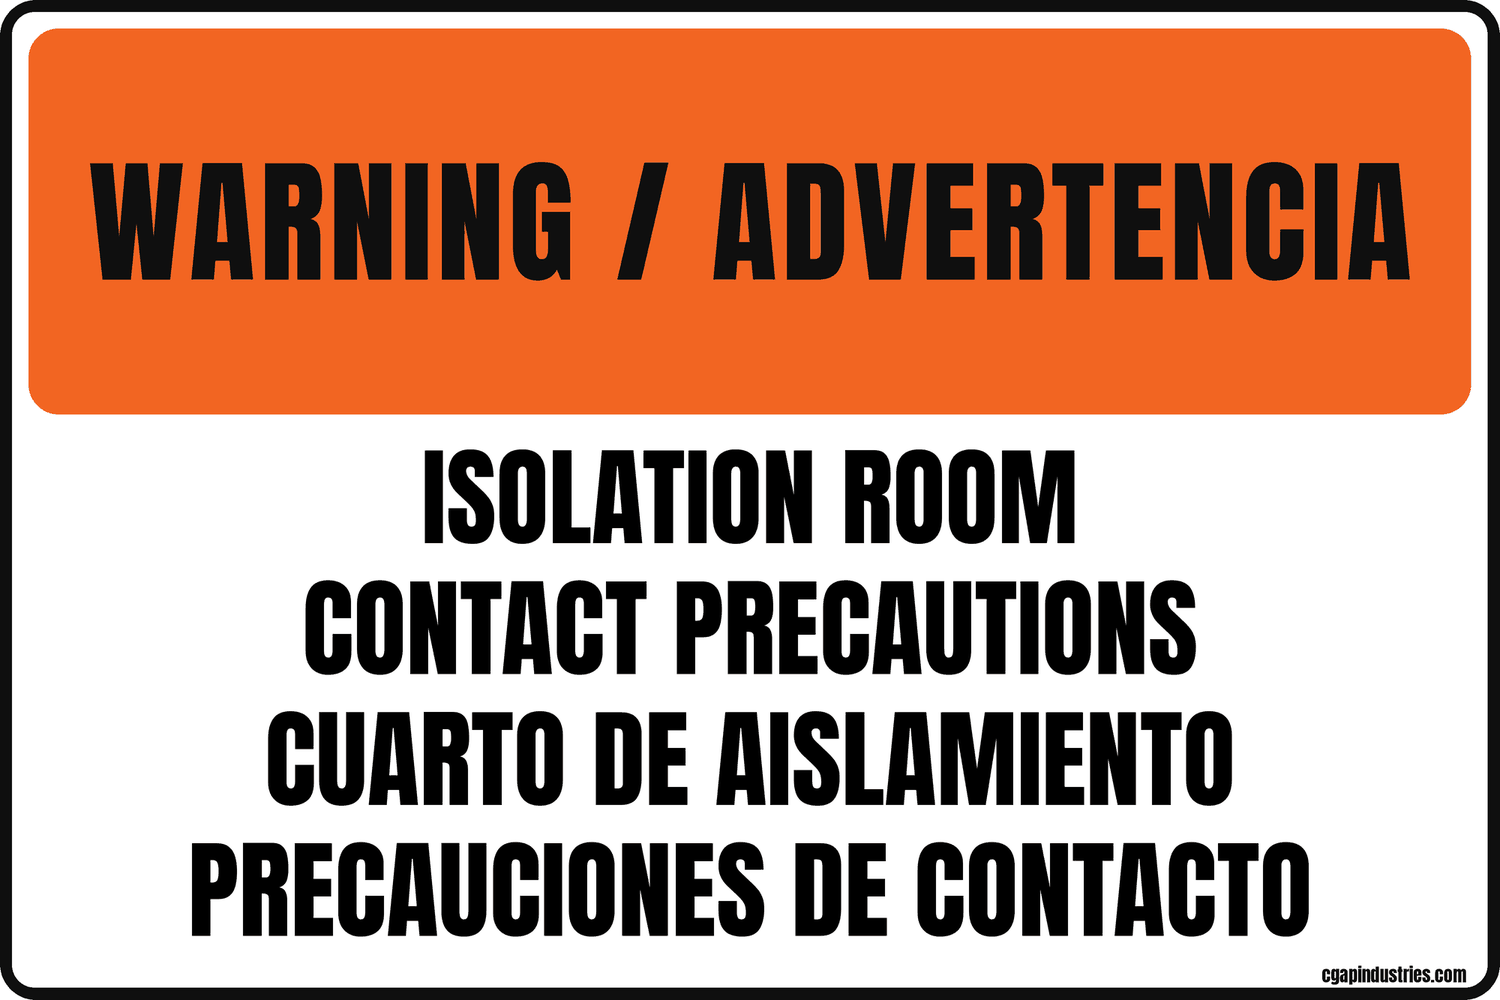 WARNING / ADVERTENCIA
ISOLATION ROOM
CONTACT PRECAUTIONS
CUARTO DE AISLAMIENTO
PRECAUCIONES DE CONTACTO
cgapindustries.com